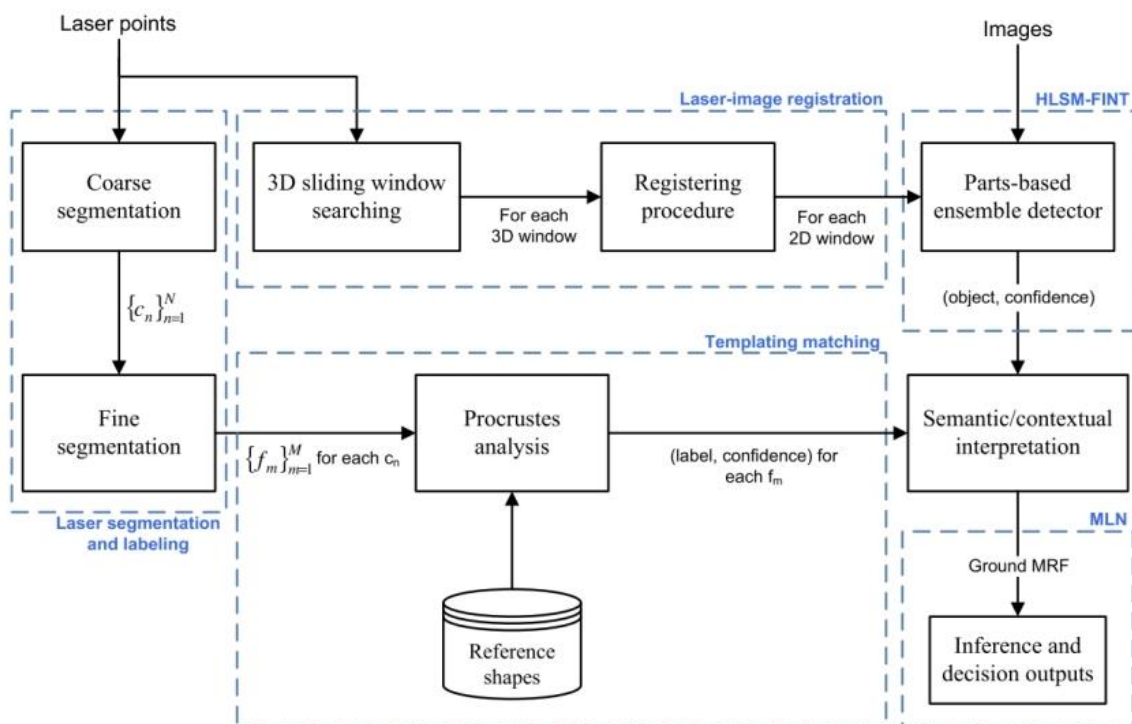 Laser points
Images
Laser-image registration
HLSM-FINT
Coarse
segmentation
3D sliding window
searching
For each
3D window
Registering
procedure
For each
2D window
Parts-based
ensemble detector
{c_n}_{n=1}^N
(object, confidence)
Templating matching
Fine
segmentation
{f_m}_{m=1}^M for each c_n
Procrustes
analysis
(label, confidence) for
each f_m
Semantic/contextual
interpretation
Laser segmentation
and labeling
MLN
Ground MRF
Reference
shapes
Inference and
decision outputs